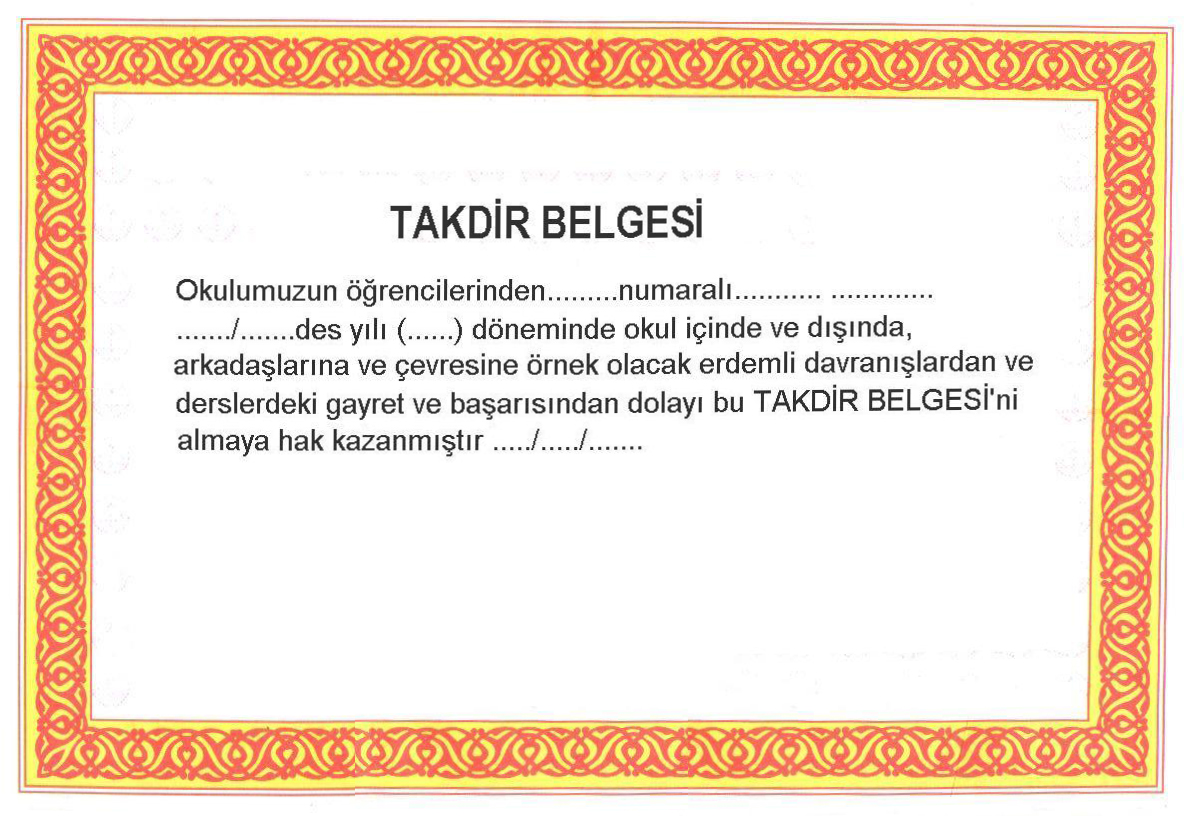 TAKDİR BELGESİ
Okulumuzun öğrencilerinden.........numaralı........... .............
......./.......des yılı (......) döneminde okul içinde ve dışında,
arkadaşlarına ve çevresine örnek olacak erdemli davranışlardan ve
derslerdeki gayret ve başarısından dolayı bu TAKDİR BELGESİ'ni
almaya hak kazanmıştır ...../...../.......